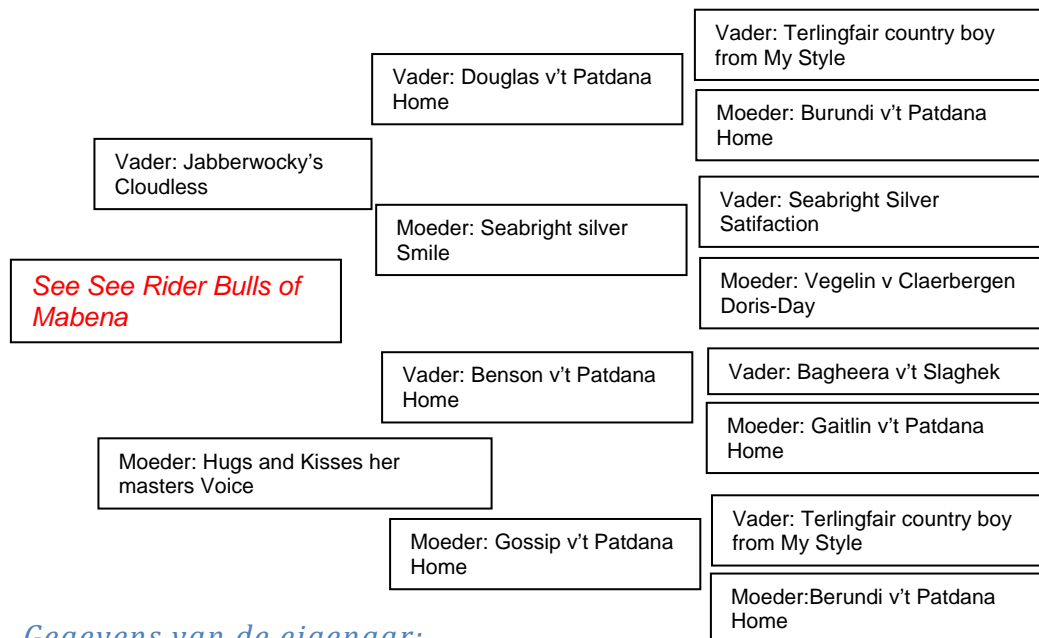 Vader: Terlingfair country boy
from My Style
Vader: Douglas v’t Patdana
Home
Moeder: Burundi v’t Patdana
Home
Vader: Jabberwocky’s
Cloudless
Vader: Seabright Silver
Satifaction
Moeder: Seabright silver
Smile
Moeder: Vegelin v Claerbergen
Doris-Day
See See Rider Bulls of
Mabena
Vader: Benson v’t Patdana
Home
Vader: Bagheera v’t Slaghek
Moeder: Gaitlin v’t Patdana
Home
Moeder: Hugs and Kisses her
masters Voice
Vader: Terlingfair country boy
from My Style
Moeder: Gossip v’t Patdana
Home
Moeder:Berundi v’t Patdana
Home
Gegevens van de eigenaar: